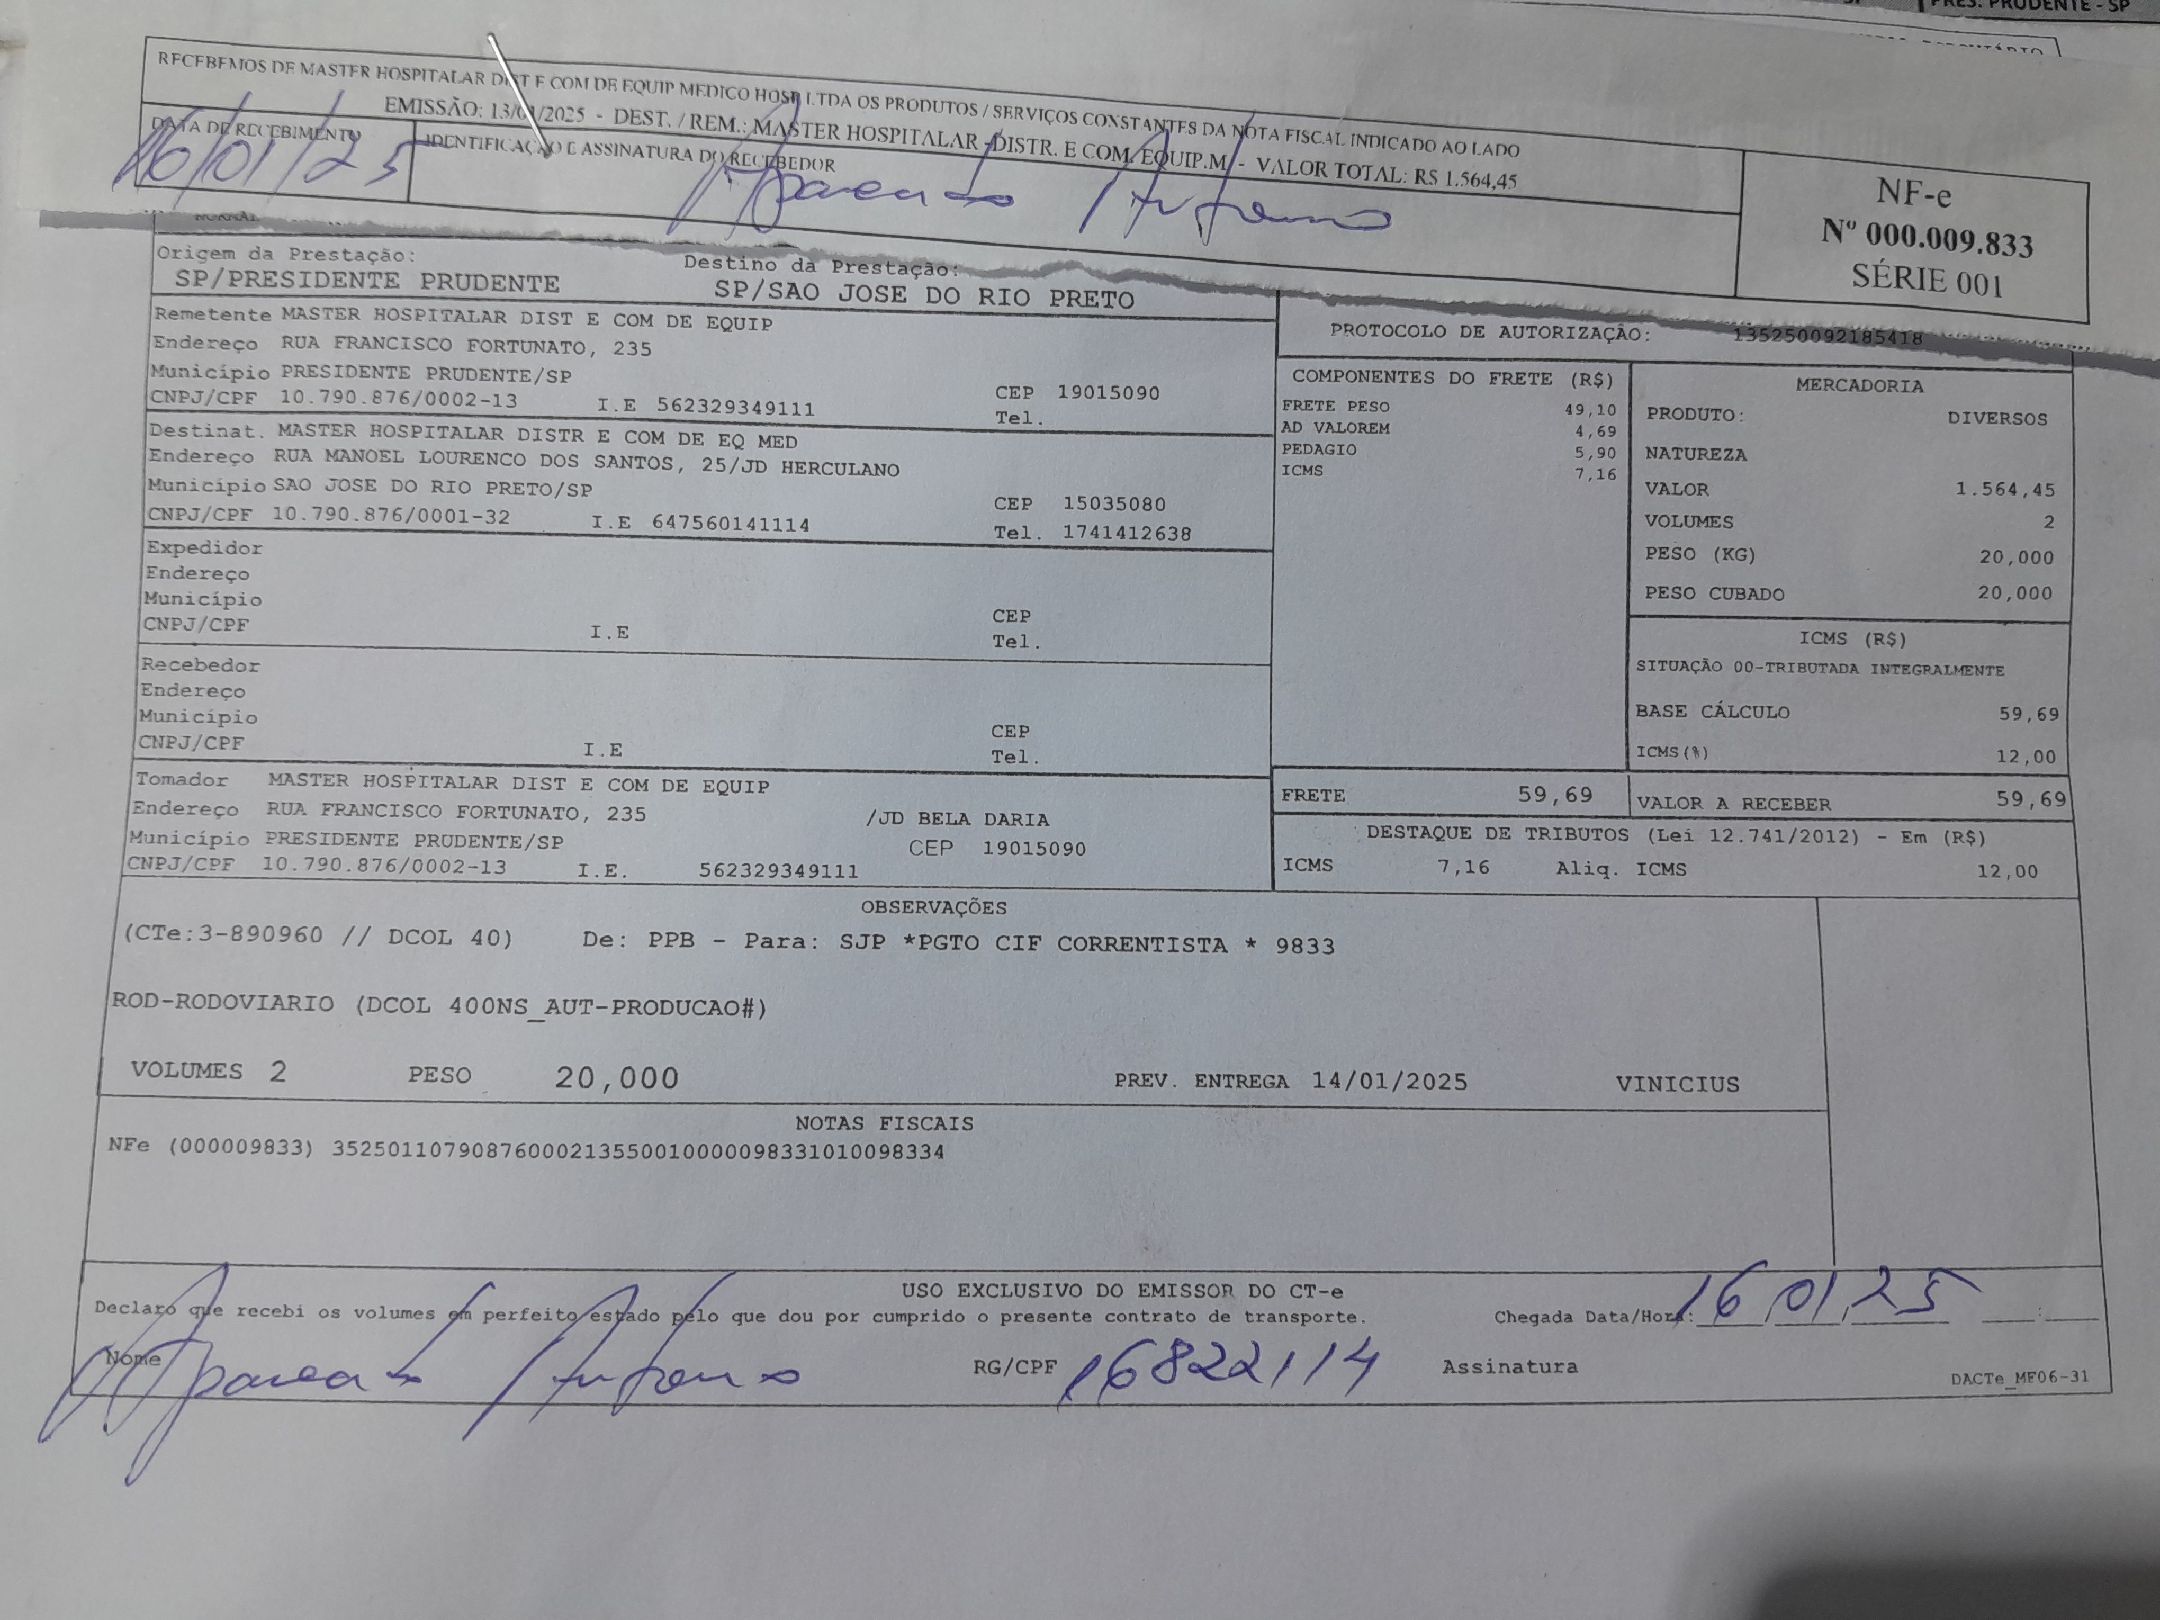 PRES. PRUDENTE - SP
RECEBEMOS DE MASTER HOSPITALAR DIST E COM DE EQUIP MEDICO HOSP LTDA OS PRODUTOS / SERVIÇOS CONSTANTES DA NOTA FISCAL INDICADO AO LADO
EMISSÃO: 13/01/2025 - DEST. / REM.: MASTER HOSPITALAR -DISTR. E COM. EQUIP.M - VALOR TOTAL: R$ 1.564,45
DATA DE RECEBIMENTO
16/01/25
IDENTIFICAÇÃO E ASSINATURA DO RECEBEDOR
NF-e
Nº 000.009.833
SÉRIE 001
NORMAL
Origem da Prestação:
SP/PRESIDENTE PRUDENTE
Destino da Prestação:
SP/SAO JOSE DO RIO PRETO
Remetente MASTER HOSPITALAR DIST E COM DE EQUIP
Endereço RUA FRANCISCO FORTUNATO, 235
Município PRESIDENTE PRUDENTE/SP CEP 19015090
CNPJ/CPF 10.790.876/0002-13 I.E 562329349111 Tel.
Destinat. MASTER HOSPITALAR DISTR E COM DE EQ MED
Endereço RUA MANOEL LOURENCO DOS SANTOS, 25/JD HERCULANO
Município SAO JOSE DO RIO PRETO/SP CEP 15035080
CNPJ/CPF 10.790.876/0001-32 I.E 647560141114 Tel. 1741412638
Expedidor
Endereço
Município CEP
CNPJ/CPF I.E Tel.
Recebedor
Endereço
Município CEP
CNPJ/CPF I.E Tel.
Tomador MASTER HOSPITALAR DIST E COM DE EQUIP
Endereço RUA FRANCISCO FORTUNATO, 235 /JD BELA DARIA
Município PRESIDENTE PRUDENTE/SP CEP 19015090
CNPJ/CPF 10.790.876/0002-13 I.E. 562329349111
PROTOCOLO DE AUTORIZAÇÃO: 135250092185418
COMPONENTES DO FRETE (R$)
FRETE PESO 49,10
AD VALOREM 4,69
PEDAGIO 5,90
ICMS 7,16
MERCADORIA
PRODUTO: DIVERSOS
NATUREZA
VALOR 1.564,45
VOLUMES 2
PESO (KG) 20,000
PESO CUBADO 20,000
ICMS (R$)
SITUAÇÃO 00-TRIBUTADA INTEGRALMENTE
BASE CÁLCULO 59,69
ICMS(%) 12,00
FRETE 59,69
VALOR A RECEBER 59,69
DESTAQUE DE TRIBUTOS (Lei 12.741/2012) - Em (R$)
ICMS 7,16 Aliq. ICMS 12,00
OBSERVAÇÕES
(CTe:3-890960 // DCOL 40) De: PPB - Para: SJP *PGTO CIF CORRENTISTA * 9833
ROD-RODOVIARIO (DCOL 400NS_AUT-PRODUCAO#)
VOLUMES 2 PESO 20,000 PREV. ENTREGA 14/01/2025 VINICIUS
NOTAS FISCAIS
NFe (000009833) 35250110790876000213550010000098331010098334
USO EXCLUSIVO DO EMISSOR DO CT-e
Declaro que recebi os volumes em perfeito estado pelo que dou por cumprido o presente contrato de transporte. Chegada Data/Hora: 16 01 25
Nome RG/CPF 16822114 Assinatura
DACTe_MF06-31